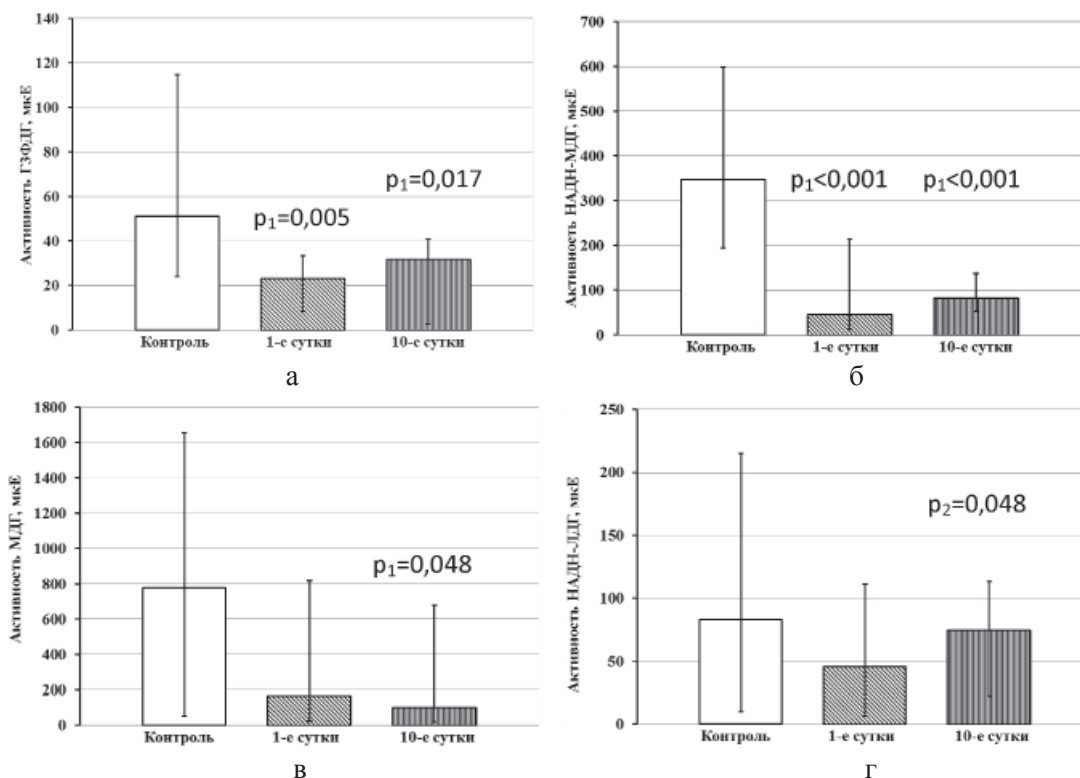 140
120
100
80
60
40
20
0
Активность Г3ФДГ, мкЕ
p₁=0,005
p₁=0,017
Контроль 1-е сутки 10-е сутки
а
700
600
500
400
300
200
100
0
Активность НАДН-МДГ, мкЕ
p₁<0,001 p₁<0,001
Контроль 1-е сутки 10-е сутки
б
1800
1600
1400
1200
1000
800
600
400
200
0
Активность МДГ, мкЕ
p₁=0,048
Контроль 1-е сутки 10-е сутки
в
250
200
150
100
50
0
Активность НАДН-ЛДГ, мкЕ
p₂=0,048
Контроль 1-е сутки 10-е сутки
г